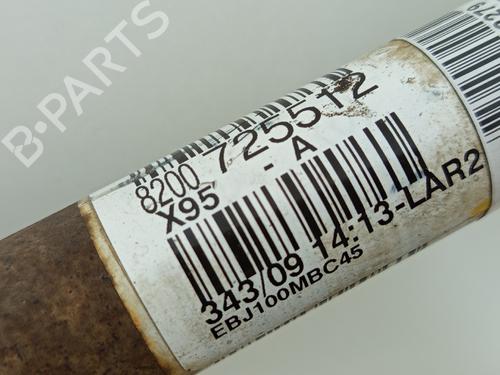 B-PARTS
8200 725512
X95 - A
343/09 14:13-LAR2
EBJ100MBC45